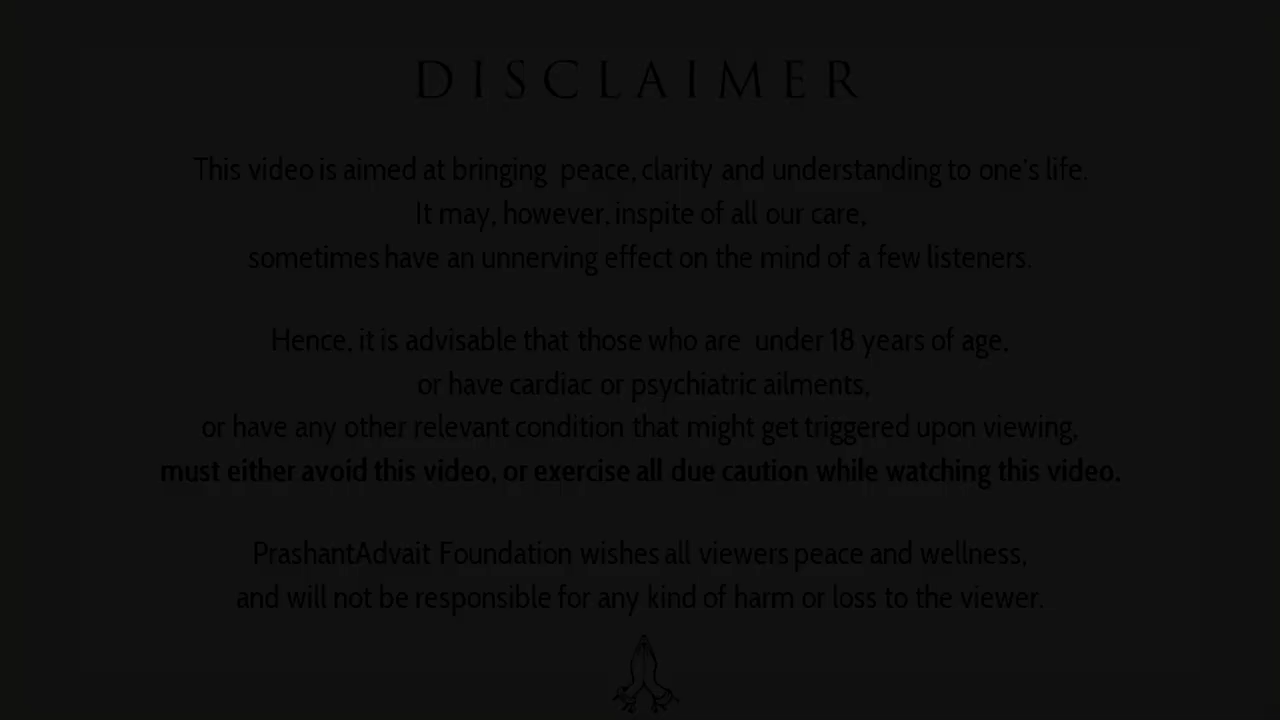 DISCLAIMER
This video is aimed at bringing peace, clarity and understanding to one's life.
It may, however, inspite of all our care,
sometimes have an unnerving effect on the mind of a few listeners.
Hence, it is advisable that those who are under 18 years of age,
or have cardiac or psychiatric ailments,
or have any other relevant condition that might get triggered upon viewing,
must either avoid this video, or exercise all due caution while watching this video.
PrashantAdvait Foundation wishes all viewers peace and wellness,
and will not be responsible for any kind of harm or loss to the viewer.